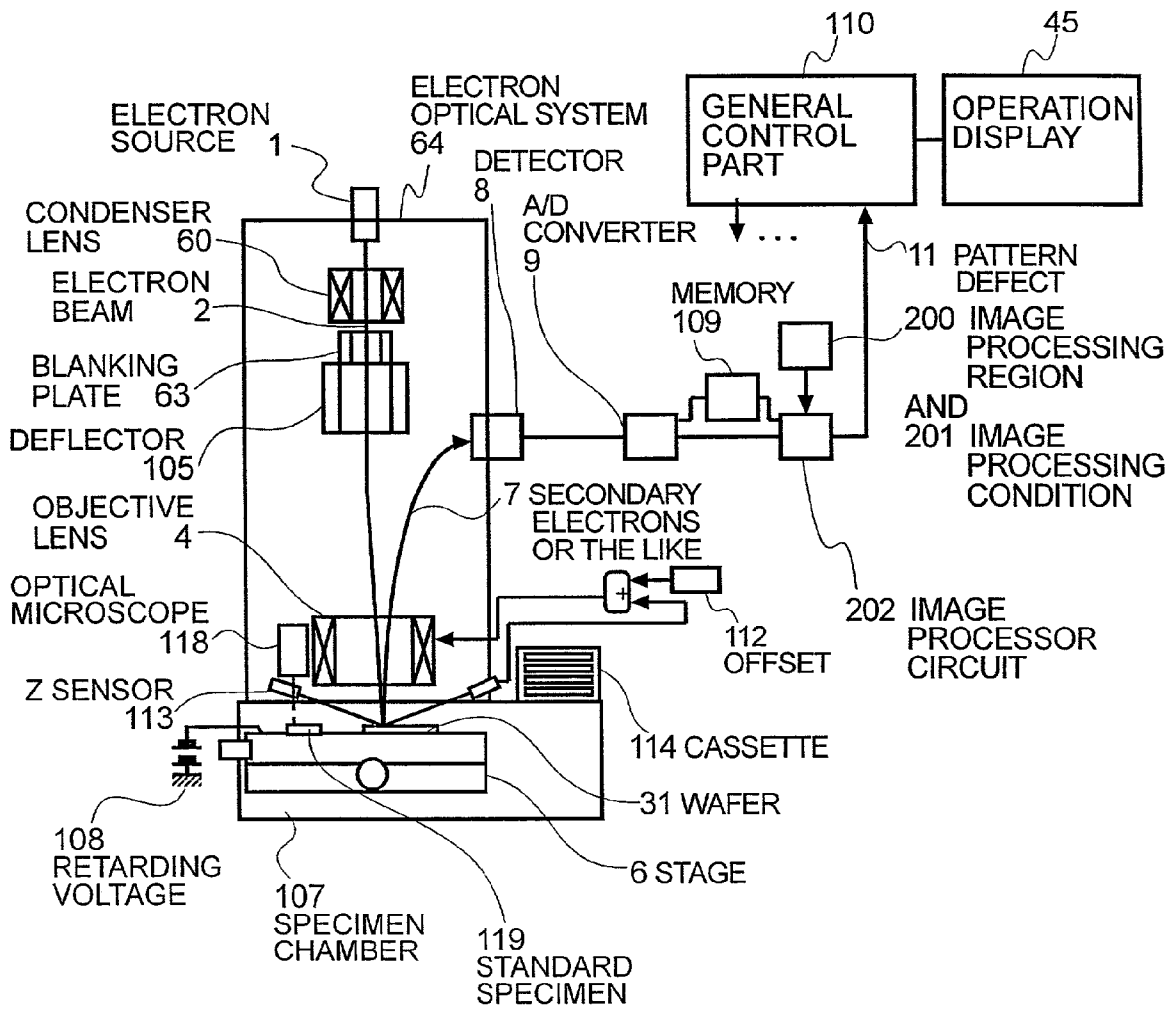 110
45
GENERAL
CONTROL
PART
OPERATION
DISPLAY
ELECTRON
SOURCE
1
ELECTRON
OPTICAL SYSTEM
64
DETECTOR
8
A/D
CONVERTER
9
CONDENSER
LENS
60
ELECTRON
BEAM
2
BLANKING
PLATE 63
DEFLECTOR
105
OBJECTIVE
LENS 4
OPTICAL
MICROSCOPE
118
Z SENSOR
113
MEMORY
109
...
11 PATTERN
DEFECT
200 IMAGE
PROCESSING
REGION
AND
201 IMAGE
PROCESSING
CONDITION
7 SECONDARY
ELECTRONS
OR THE LIKE
+
112
OFFSET
202 IMAGE
PROCESSOR
CIRCUIT
114 CASSETTE
31 WAFER
6 STAGE
108
RETARDING
VOLTAGE
107
SPECIMEN
CHAMBER
119
STANDARD
SPECIMEN